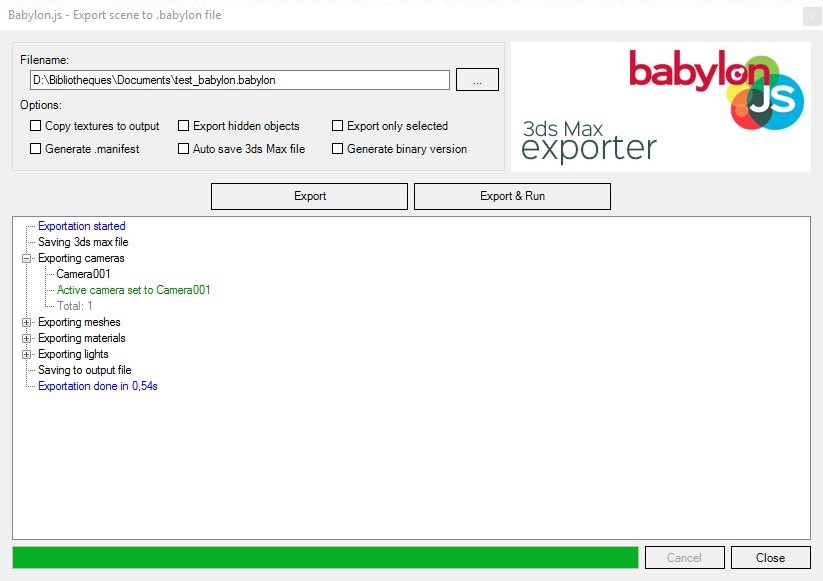 Babylon.js - Export scene to .babylon file
Filename:
D:\Bibliotheques\Documents\test_babylon.babylon
...
Options:
Copy textures to output Export hidden objects Export only selected
Generate .manifest Auto save 3ds Max file Generate binary version
babylon
JS
3ds Max
exporter
Export Export & Run
Exportation started
Saving 3ds max file
Exporting cameras
Camera001
Active camera set to Camera001
Total: 1
Exporting meshes
Exporting materials
Exporting lights
Saving to output file
Exportation done in 0,54s
Cancel Close